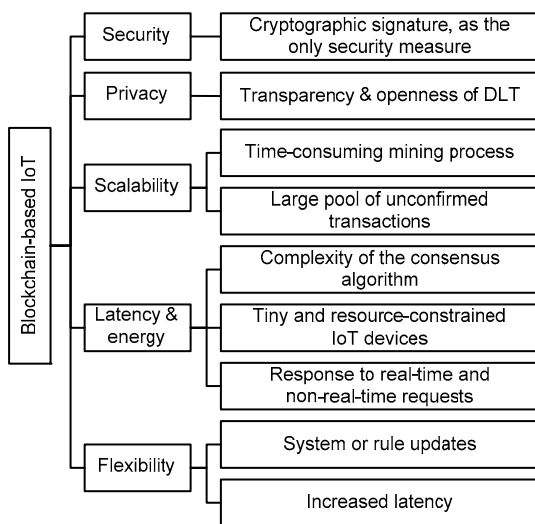 Blockchain-based IoT
Security
Cryptographic signature, as the
only security measure
Privacy
Transparency & openness of DLT
Scalability
Time-consuming mining process
Large pool of unconfirmed
transactions
Latency &
energy
Complexity of the consensus
algorithm
Tiny and resource-constrained
IoT devices
Response to real-time and
non-real-time requests
Flexibility
System or rule updates
Increased latency